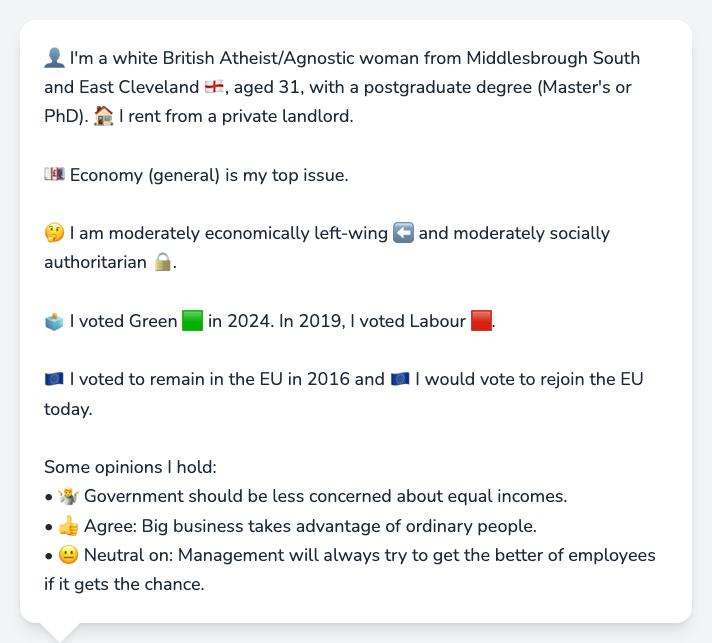 👤 I'm a white British Atheist/Agnostic woman from Middlesbrough South
and East Cleveland 🏴󠁧󠁢󠁥󠁮󠁧󠁿, aged 31, with a postgraduate degree (Master's or
PhD). 🏠 I rent from a private landlord.
💷 Economy (general) is my top issue.
🤔 I am moderately economically left-wing ⬅️ and moderately socially
authoritarian 🔒.
🗳️ I voted Green 🟩 in 2024. In 2019, I voted Labour 🟥.
🇪🇺 I voted to remain in the EU in 2016 and 🇪🇺 I would vote to rejoin the EU
today.
Some opinions I hold:
• 🤷‍♀️ Government should be less concerned about equal incomes.
• 👍 Agree: Big business takes advantage of ordinary people.
• 😐 Neutral on: Management will always try to get the better of employees
if it gets the chance.